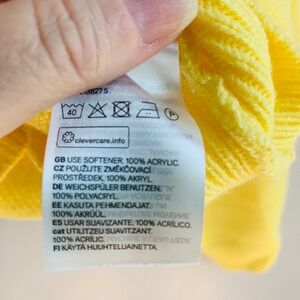 40
P
clevercare.info
GB USE SOFTENER. 100% ACRYLIC.
CZ POUŽIJTE ZMĚKČOVACÍ
PROSTŘEDEK. 100% AKRYL.
DE WEICHSPÜLER BENUTZEN.
100% POLYACRYL.
EE KASUTA PEHMENDAJAT.
100% AKRÜÜL.
ES USAR SUAVIZANTE. 100% ACRÍLICO.
cat UTILITZEU SUAVITZANT.
100% ACRÍLIC.
FI KÄYTÄ HUUHTELUAINETTA.